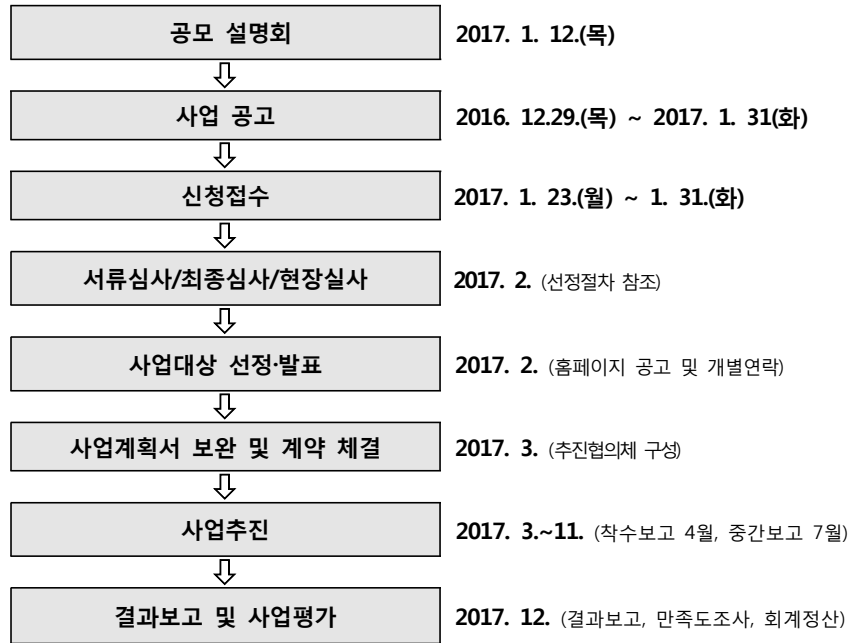 공모 설명회 2017. 1. 12.(목)
사업 공고 2016. 12.29.(목) ~ 2017. 1. 31(화)
신청접수 2017. 1. 23.(월) ~ 1. 31.(화)
서류심사/최종심사/현장실사 2017. 2. (선정절차 참조)
사업대상 선정·발표 2017. 2. (홈페이지 공고 및 개별연락)
사업계획서 보완 및 계약 체결 2017. 3. (추진협의체 구성)
사업추진 2017. 3.~11. (착수보고 4월, 중간보고 7월)
결과보고 및 사업평가 2017. 12. (결과보고, 만족도조사, 회계정산)